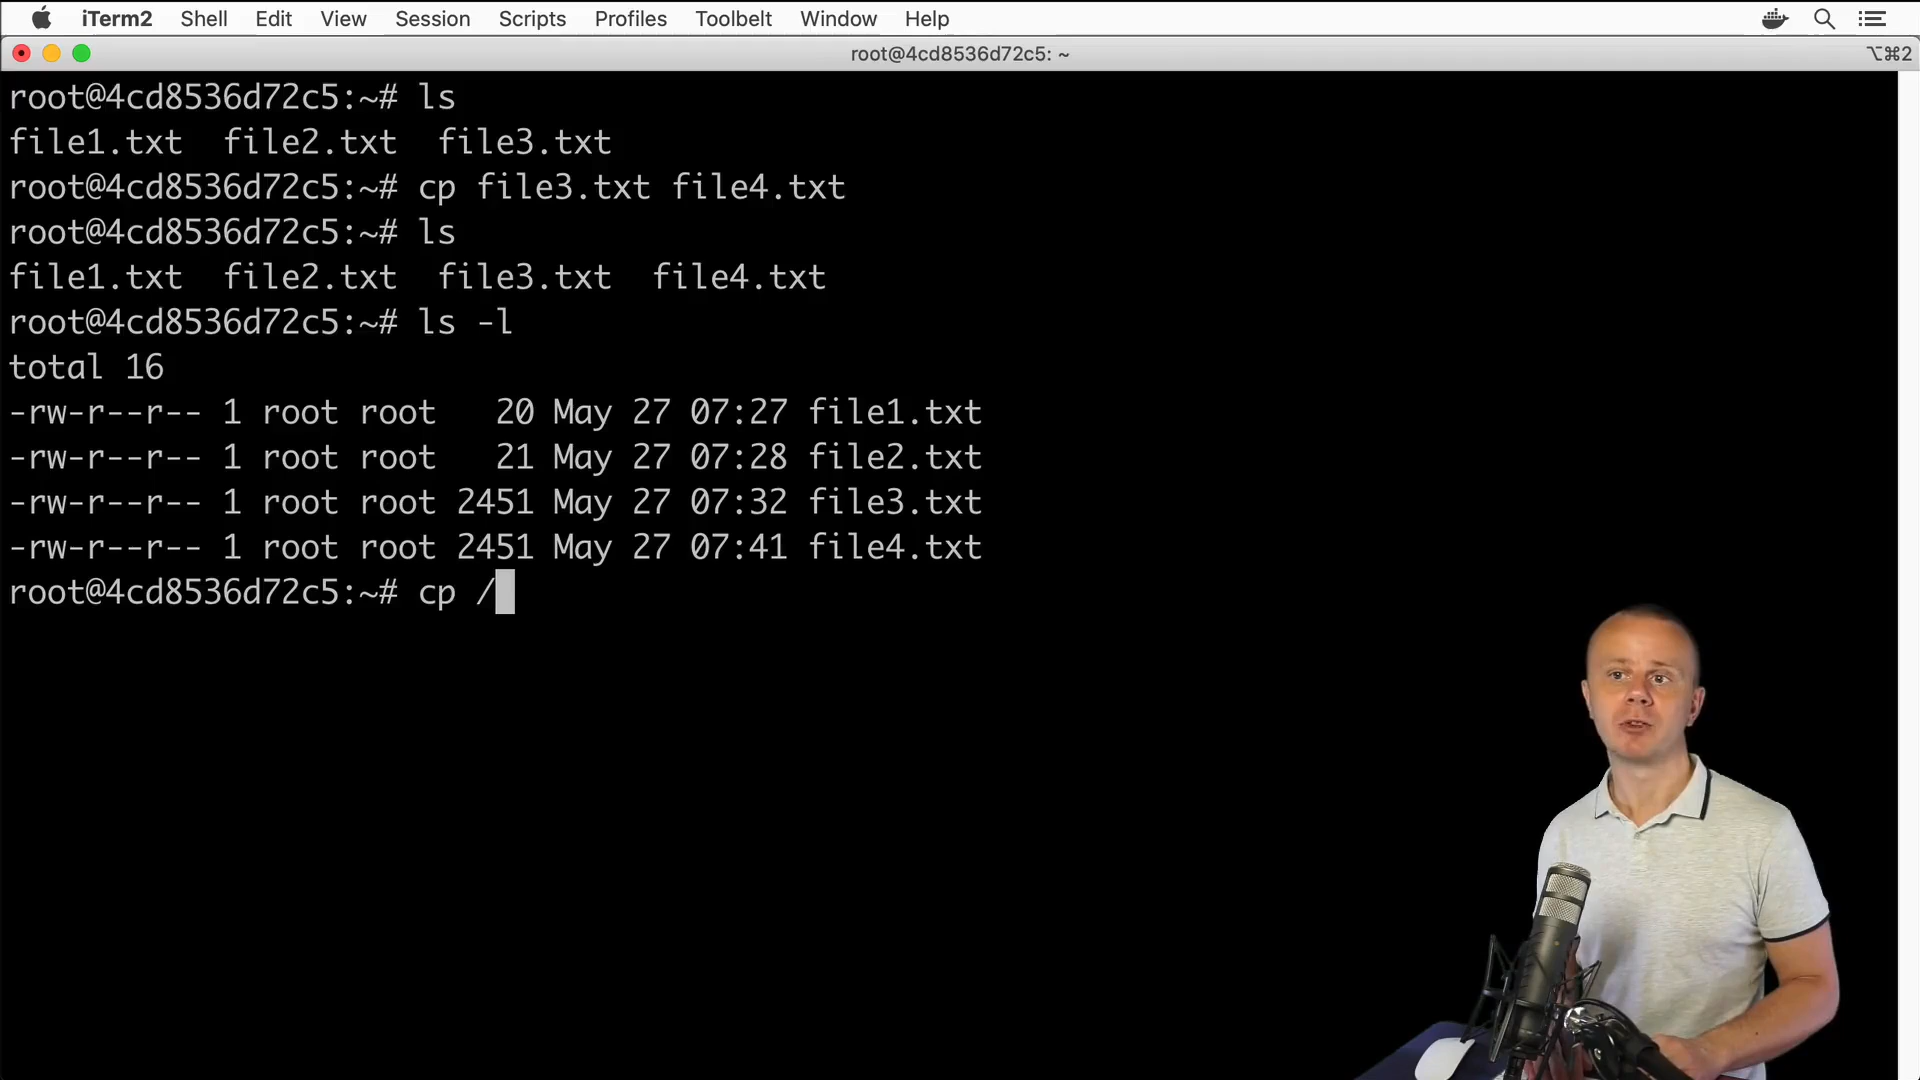 iTerm2 Shell Edit View Session Scripts Profiles Toolbelt Window Help
root@4cd8536d72c5: ~ ⌥⌘2
root@4cd8536d72c5:~# ls
file1.txt  file2.txt  file3.txt
root@4cd8536d72c5:~# cp file3.txt file4.txt
root@4cd8536d72c5:~# ls
file1.txt  file2.txt  file3.txt  file4.txt
root@4cd8536d72c5:~# ls -l
total 16
-rw-r--r-- 1 root root   20 May 27 07:27 file1.txt
-rw-r--r-- 1 root root   21 May 27 07:28 file2.txt
-rw-r--r-- 1 root root 2451 May 27 07:32 file3.txt
-rw-r--r-- 1 root root 2451 May 27 07:41 file4.txt
root@4cd8536d72c5:~# cp /